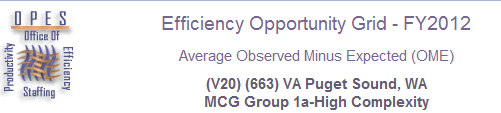 OPES
Office Of
Productivity
Efficiency
Staffing
Efficiency Opportunity Grid - FY2012
Average Observed Minus Expected (OME)
(V20) (663) VA Puget Sound, WA
MCG Group 1a-High Complexity